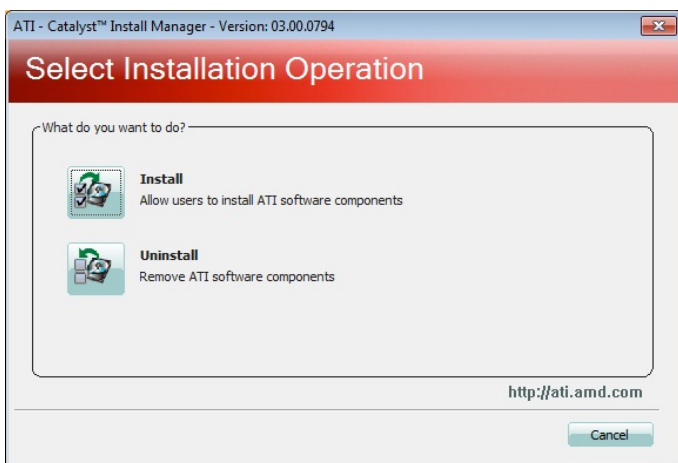 ATI - Catalyst™ Install Manager - Version: 03.00.0794
Select Installation Operation
What do you want to do?
Install
Allow users to install ATI software components
Uninstall
Remove ATI software components
http://ati.amd.com
Cancel